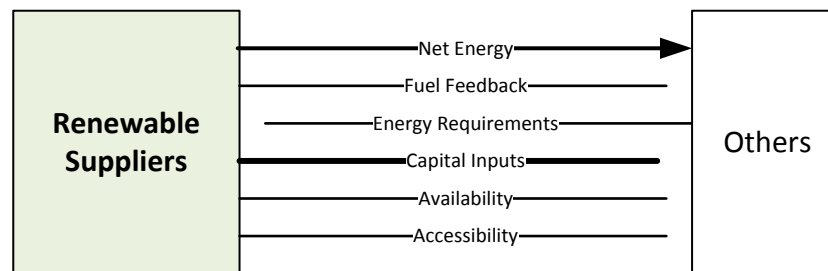 Renewable
Suppliers
Net Energy
Fuel Feedback
Energy Requirements
Capital Inputs
Availability
Accessibility
Others